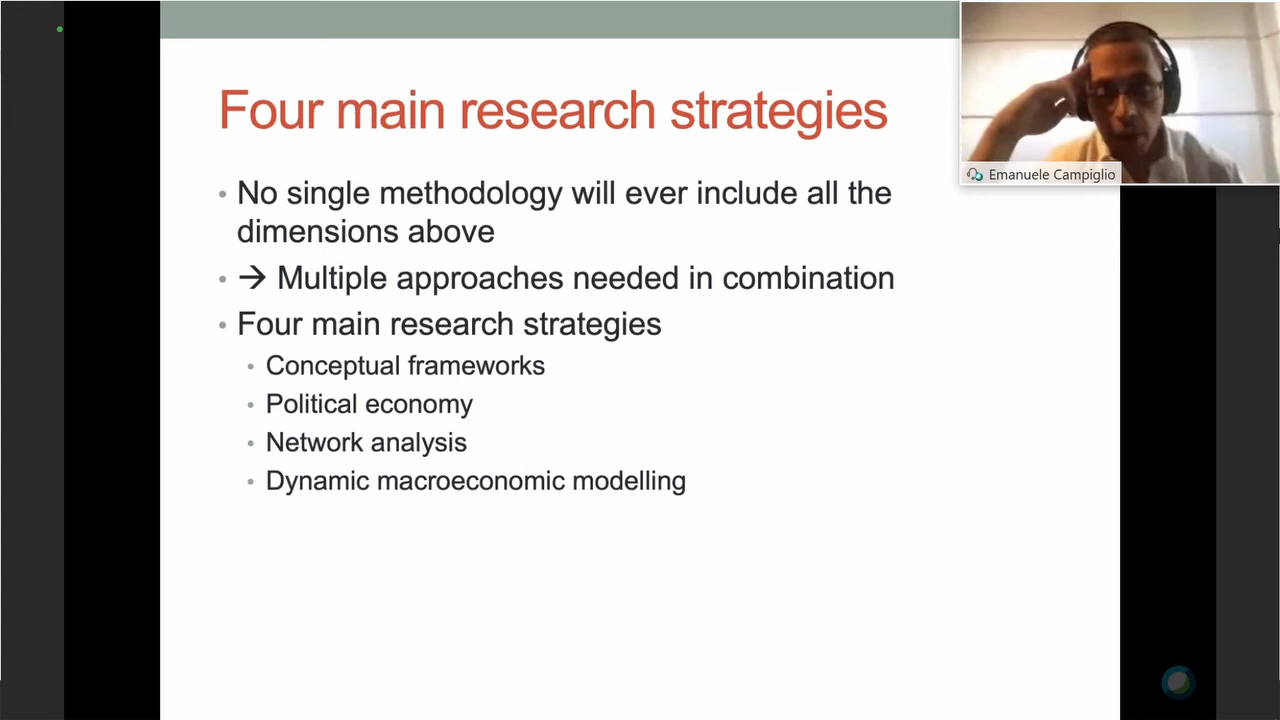 Four main research strategies
• No single methodology will ever include all the
dimensions above
• → Multiple approaches needed in combination
• Four main research strategies
• Conceptual frameworks
• Political economy
• Network analysis
• Dynamic macroeconomic modelling
Emanuele Campiglio